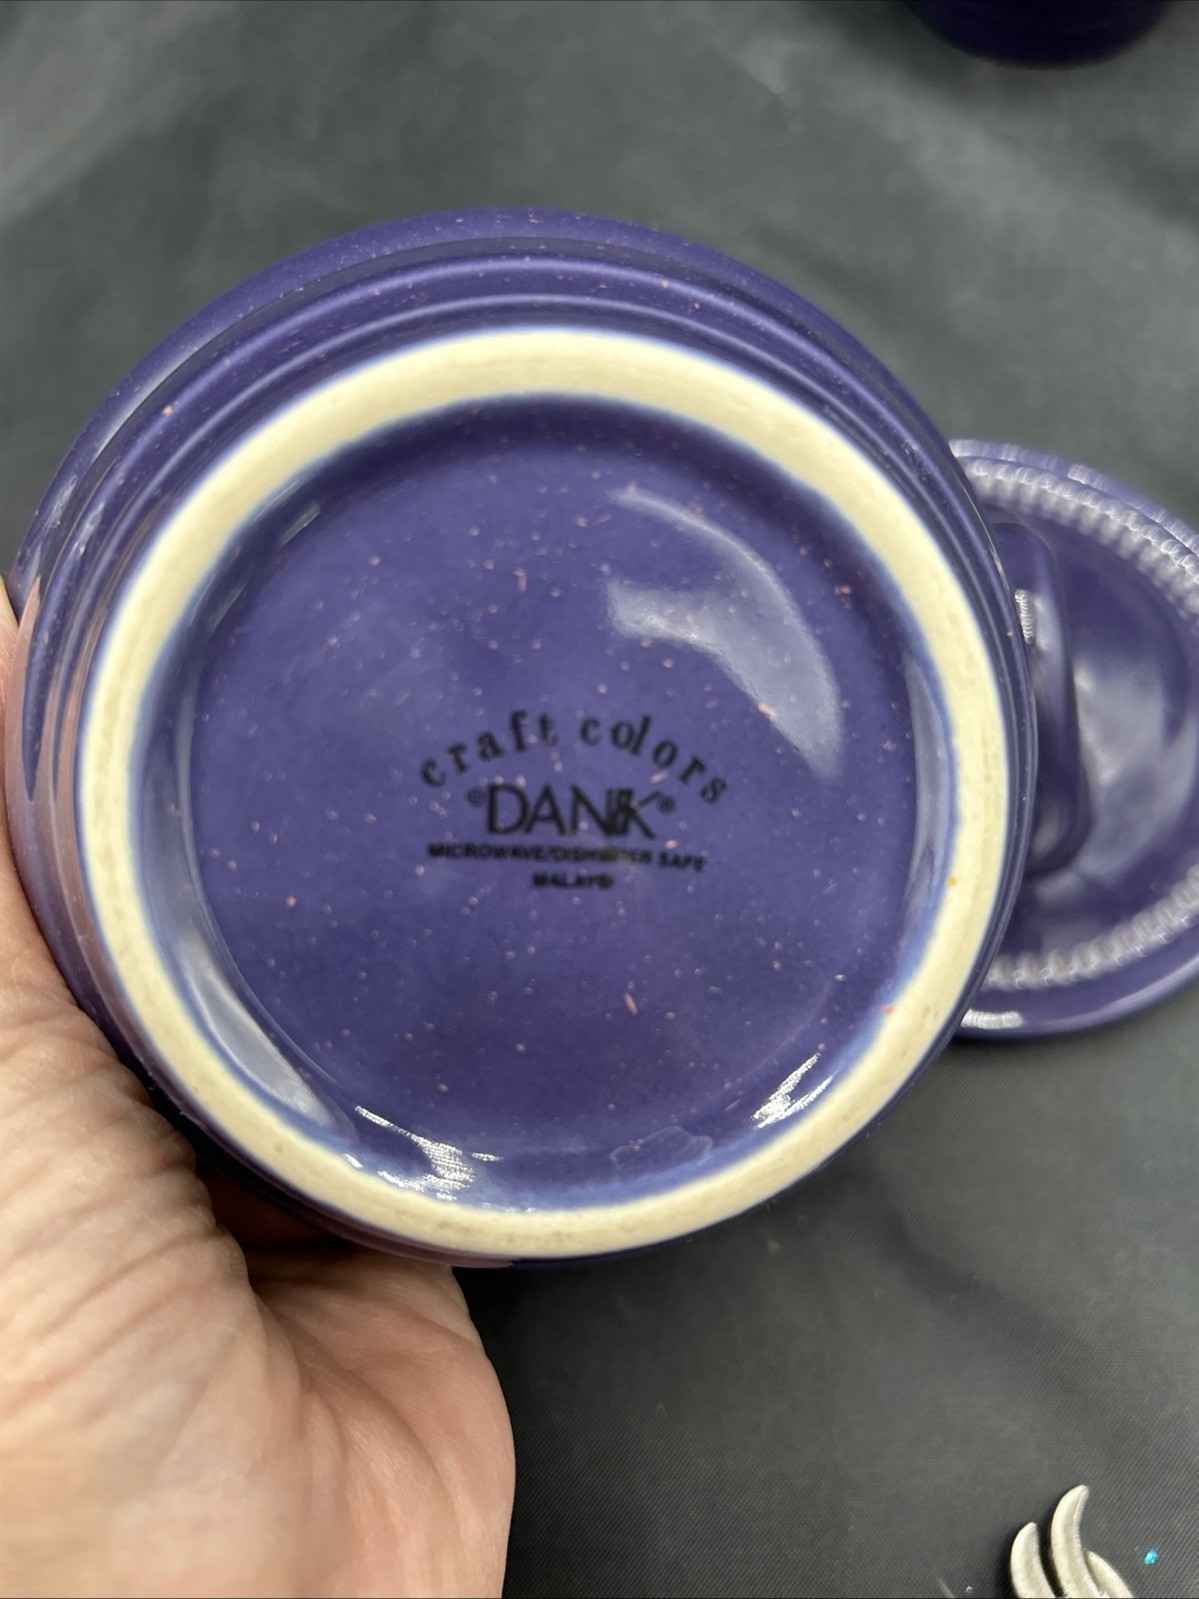 craft colors
©DANSK®
MICROWAVE/DISHWASHER SAFE
MALAYSI